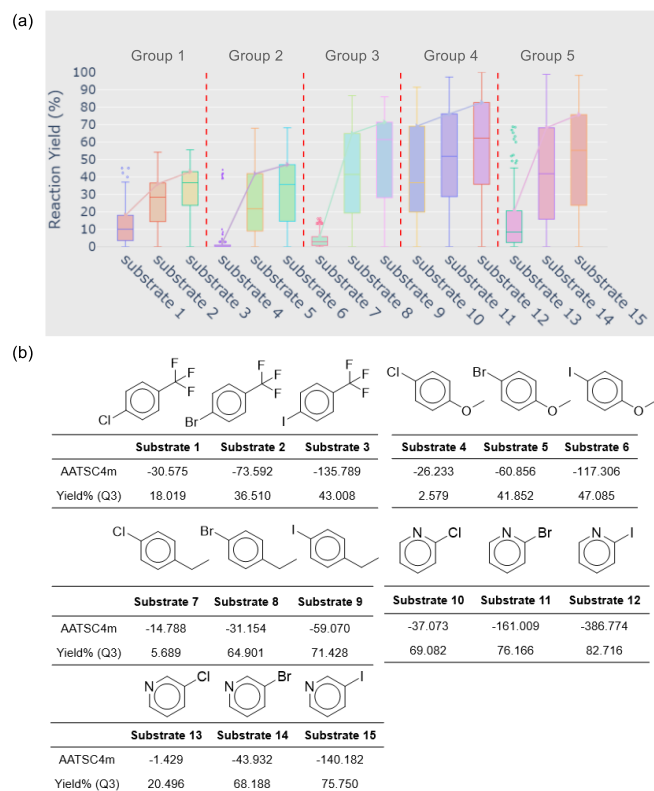 (a)
Group 1 Group 2 Group 3 Group 4 Group 5
Reaction Yield (%)
100
90
80
70
60
50
40
30
20
10
0
Substrate 1
Substrate 2
Substrate 3
Substrate 4
Substrate 5
Substrate 6
Substrate 7
Substrate 8
Substrate 9
Substrate 10
Substrate 11
Substrate 12
Substrate 13
Substrate 14
Substrate 15
(b)
F F F Cl
F F F Br
F F F I
Cl O
Br O
I O
Substrate 1 Substrate 2 Substrate 3
AATSC4m -30.575 -73.592 -135.789
Yield% (Q3) 18.019 36.510 43.008
Substrate 4 Substrate 5 Substrate 6
-26.233 -60.856 -117.306
2.579 41.852 47.085
Cl
Br
I
N Cl
N Br
N I
Substrate 7 Substrate 8 Substrate 9
AATSC4m -14.788 -31.154 -59.070
Yield% (Q3) 5.689 64.901 71.428
Substrate 10 Substrate 11 Substrate 12
-37.073 -161.009 -386.774
69.082 76.166 82.716
N Cl
N Br
N I
Substrate 13 Substrate 14 Substrate 15
AATSC4m -1.429 -43.932 -140.182
Yield% (Q3) 20.496 68.188 75.750